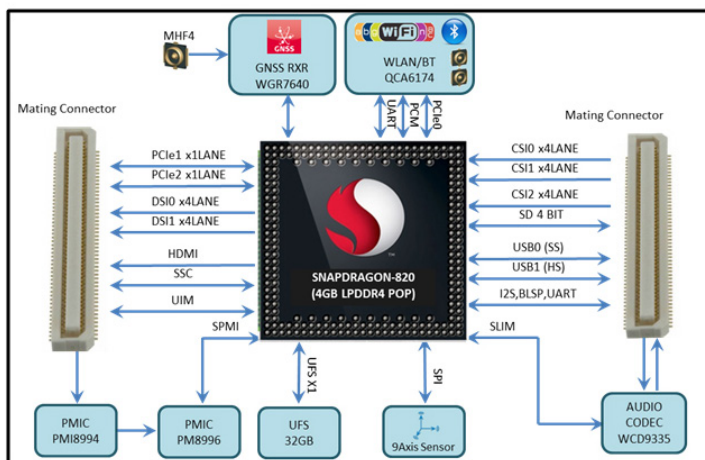 MHF4
GNSS
GNSS RXR
WGR7640
a b g WiFi n ac
WLAN/BT
QCA6174
Mating Connector
Mating Connector
UART
PCM
PCIe0
PCIe1 x1LANE
PCIe2 x1LANE
DSI0 x4LANE
DSI1 x4LANE
HDMI
SSC
UIM
SPMI
SNAPDRAGON-820
(4GB LPDDR4 POP)
CSI0 x4LANE
CSI1 x4LANE
CSI2 x4LANE
SD 4 BIT
USB0 (SS)
USB1 (HS)
I2S,BLSP,UART
SLIM
UFS X1
SPI
PMIC
PMI8994
PMIC
PM8996
UFS
32GB
9Axis Sensor
AUDIO
CODEC
WCD9335